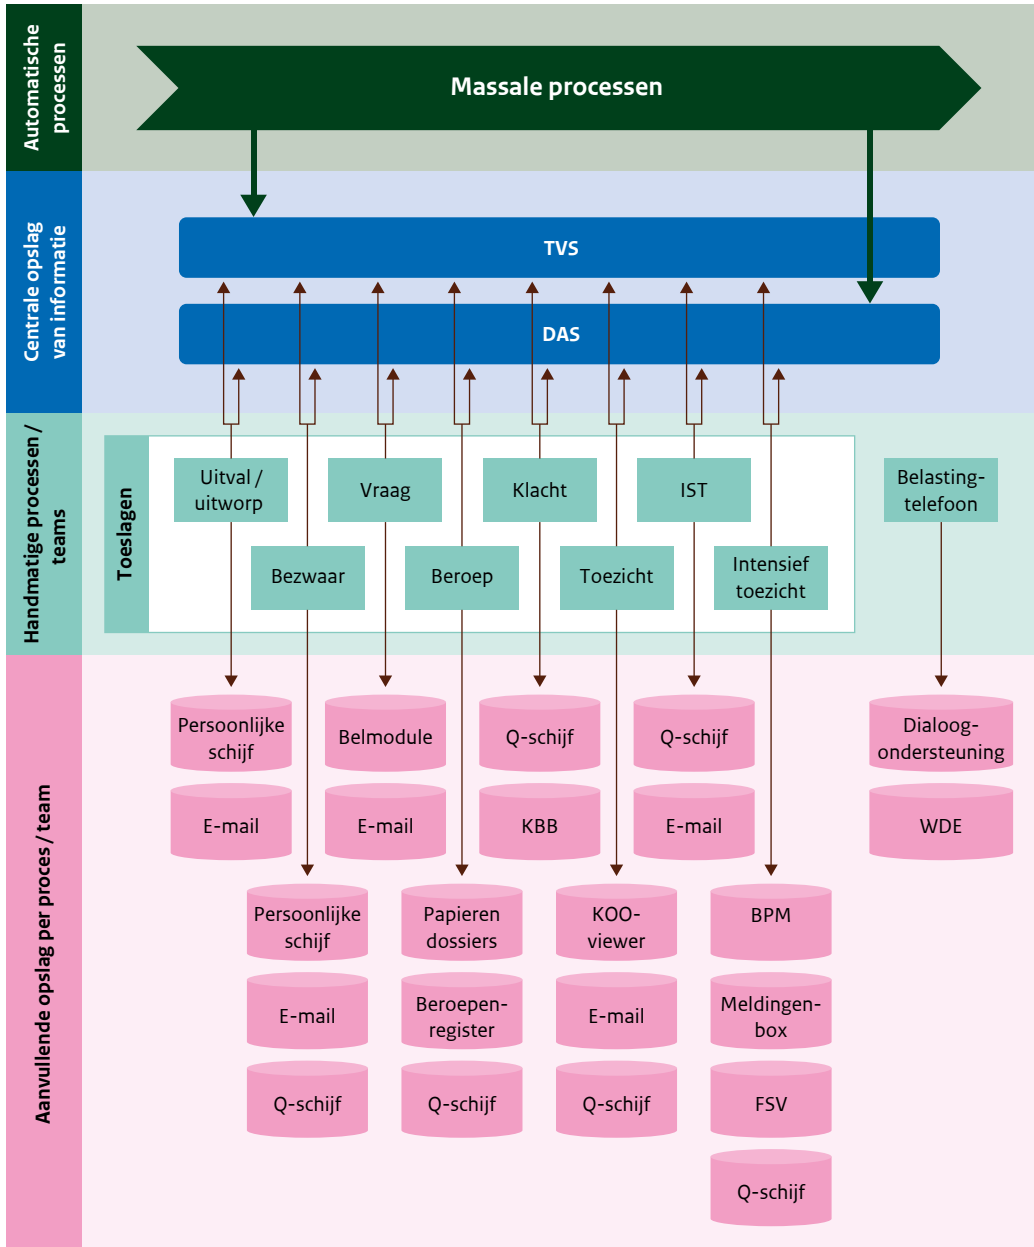 Automatische
processen
Massale processen
Centrale opslag
van informatie
TVS
DAS
Handmatige processen /
teams
Toeslagen
Uitval /
uitworp
Vraag
Klacht
IST
Belasting-
telefoon
Bezwaar
Beroep
Toezicht
Intensief
toezicht
Aanvullende opslag per proces / team
Persoonlijke
schijf
Belmodule
Q-schijf
Q-schijf
Dialoog-
ondersteuning
E-mail
E-mail
KBB
E-mail
WDE
Persoonlijke
schijf
Papieren
dossiers
KOO-
viewer
BPM
E-mail
Beroepen-
register
E-mail
Meldingen-
box
Q-schijf
Q-schijf
Q-schijf
FSV
Q-schijf